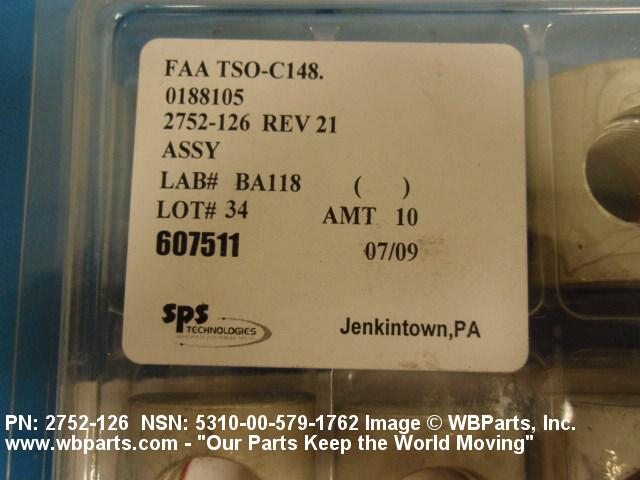 FAA TSO-C148.
0188105
2752-126 REV 21
ASSY
LAB# BA118 ( )
LOT# 34 AMT 10
607511 07/09
sps
TECHNOLOGIES
Jenkintown,PA
PN: 2752-126 NSN: 5310-00-579-1762 Image © WBParts, Inc.
www.wbparts.com - "Our Parts Keep the World Moving"